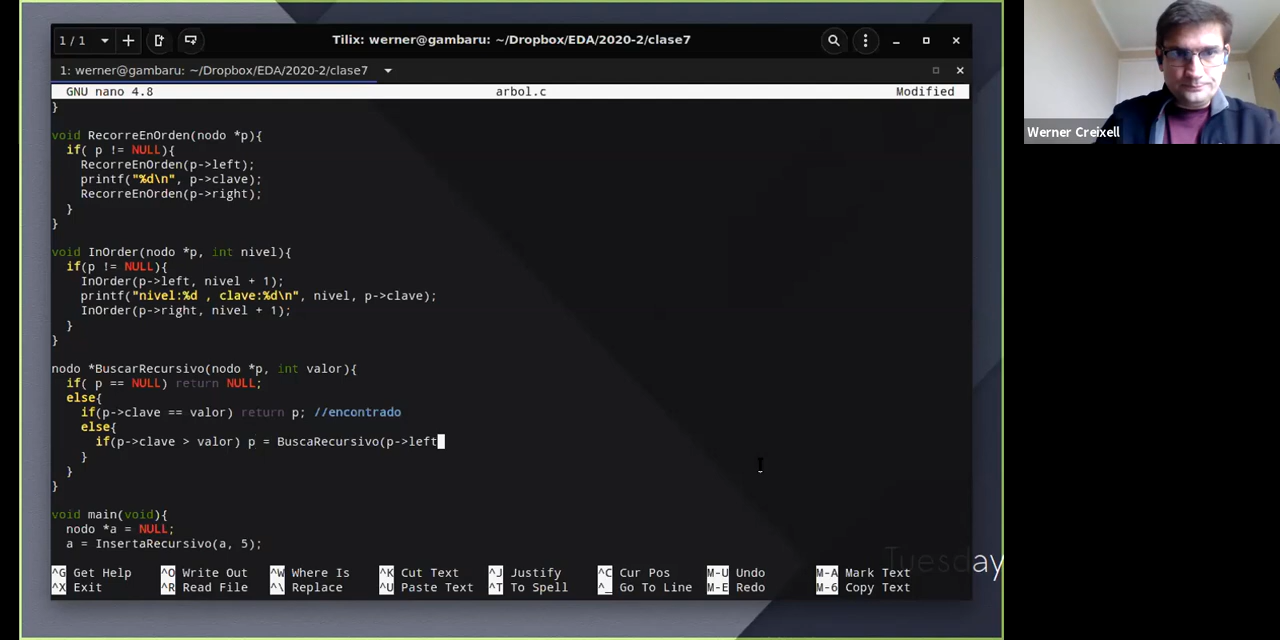 1 / 1
Tilix: werner@gambaru: ~/Dropbox/EDA/2020-2/clase7
1: werner@gambaru: ~/Dropbox/EDA/2020-2/clase7
GNU nano 4.8 arbol.c Modified
}
void RecorreEnOrden(nodo *p){
if( p != NULL){
RecorreEnOrden(p->left);
printf("%d\n", p->clave);
RecorreEnOrden(p->right);
}
}
void InOrder(nodo *p, int nivel){
if(p != NULL){
InOrder(p->left, nivel + 1);
printf("nivel:%d , clave:%d\n", nivel, p->clave);
InOrder(p->right, nivel + 1);
}
}
nodo *BuscarRecursivo(nodo *p, int valor){
if( p == NULL) return NULL;
else{
if(p->clave == valor) return p; //encontrado
else{
if(p->clave > valor) p = BuscaRecursivo(p->left
}
}
}
void main(void){
nodo *a = NULL;
a = InsertaRecursivo(a, 5);
^G Get Help ^O Write Out ^W Where Is ^K Cut Text ^J Justify ^C Cur Pos M-U Undo M-A Mark Text
^X Exit ^R Read File ^\ Replace ^U Paste Text ^T To Spell ^_ Go To Line M-E Redo M-6 Copy Text
Tuesday
Werner Creixell